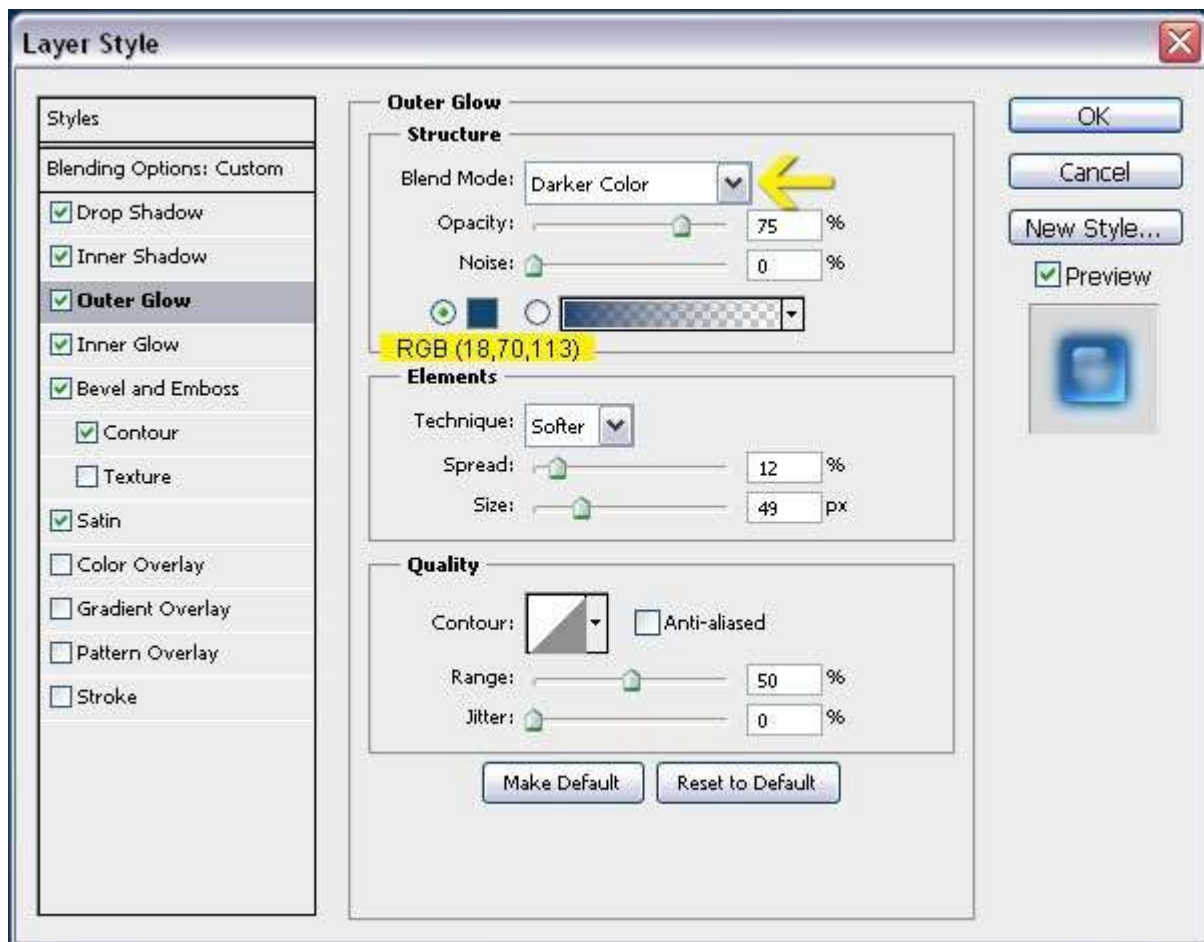 Layer Style
Styles
Blending Options: Custom
Drop Shadow
Inner Shadow
Outer Glow
Inner Glow
Bevel and Emboss
Contour
Texture
Satin
Color Overlay
Gradient Overlay
Pattern Overlay
Stroke
Outer Glow
Structure
Blend Mode: Darker Color
Opacity: 75 %
Noise: 0 %
RGB (18,70,113)
Elements
Technique: Softer
Spread: 12 %
Size: 49 px
Quality
Contour: Anti-aliased
Range: 50 %
Jitter: 0 %
Make Default Reset to Default
OK
Cancel
New Style...
Preview